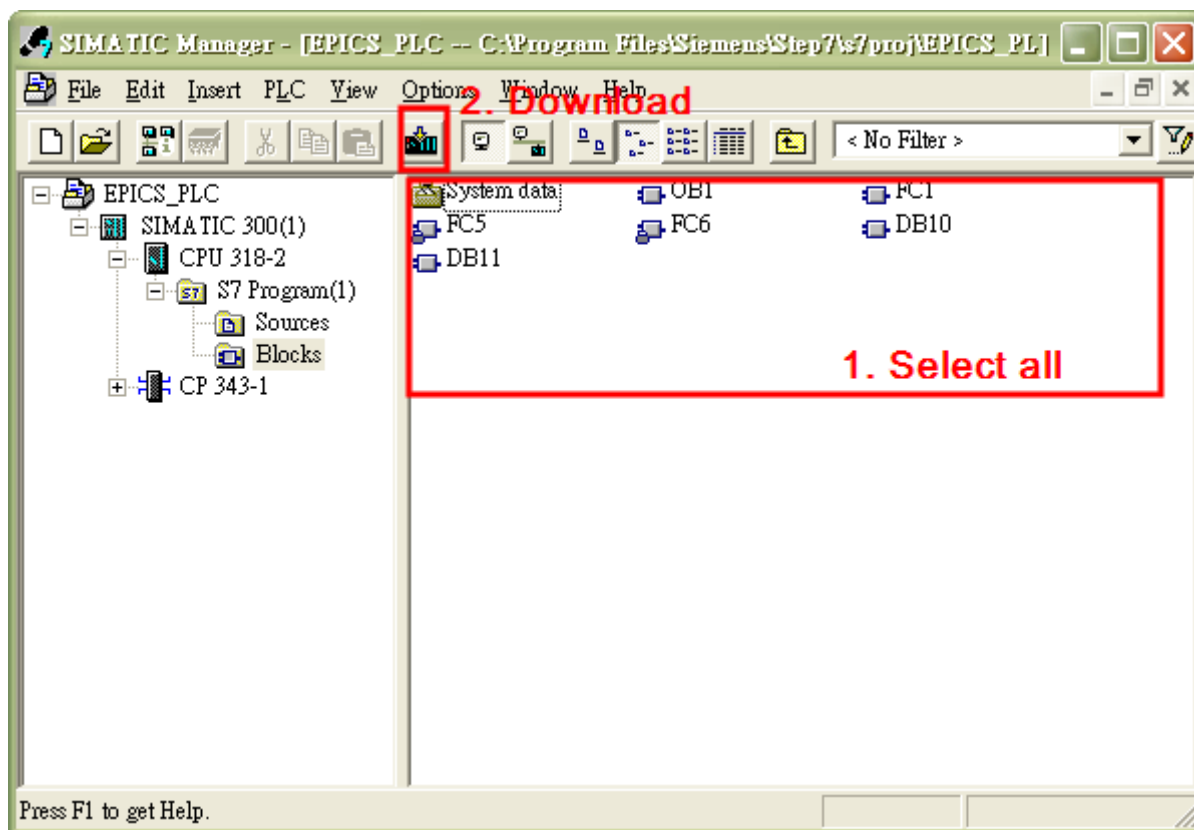 SIMATIC Manager - [EPICS_PLC -- C:\Program Files\Siemens\Step7\s7proj\EPICS_PL]
File Edit Insert PLC View Options Window Help
2. Download
< No Filter >
EPICS_PLC
SIMATIC 300(1)
CPU 318-2
S7 Program(1)
Sources
Blocks
CP 343-1
System data OB1 FC1
FC5 FC6 DB10
DB11
1. Select all
Press F1 to get Help.